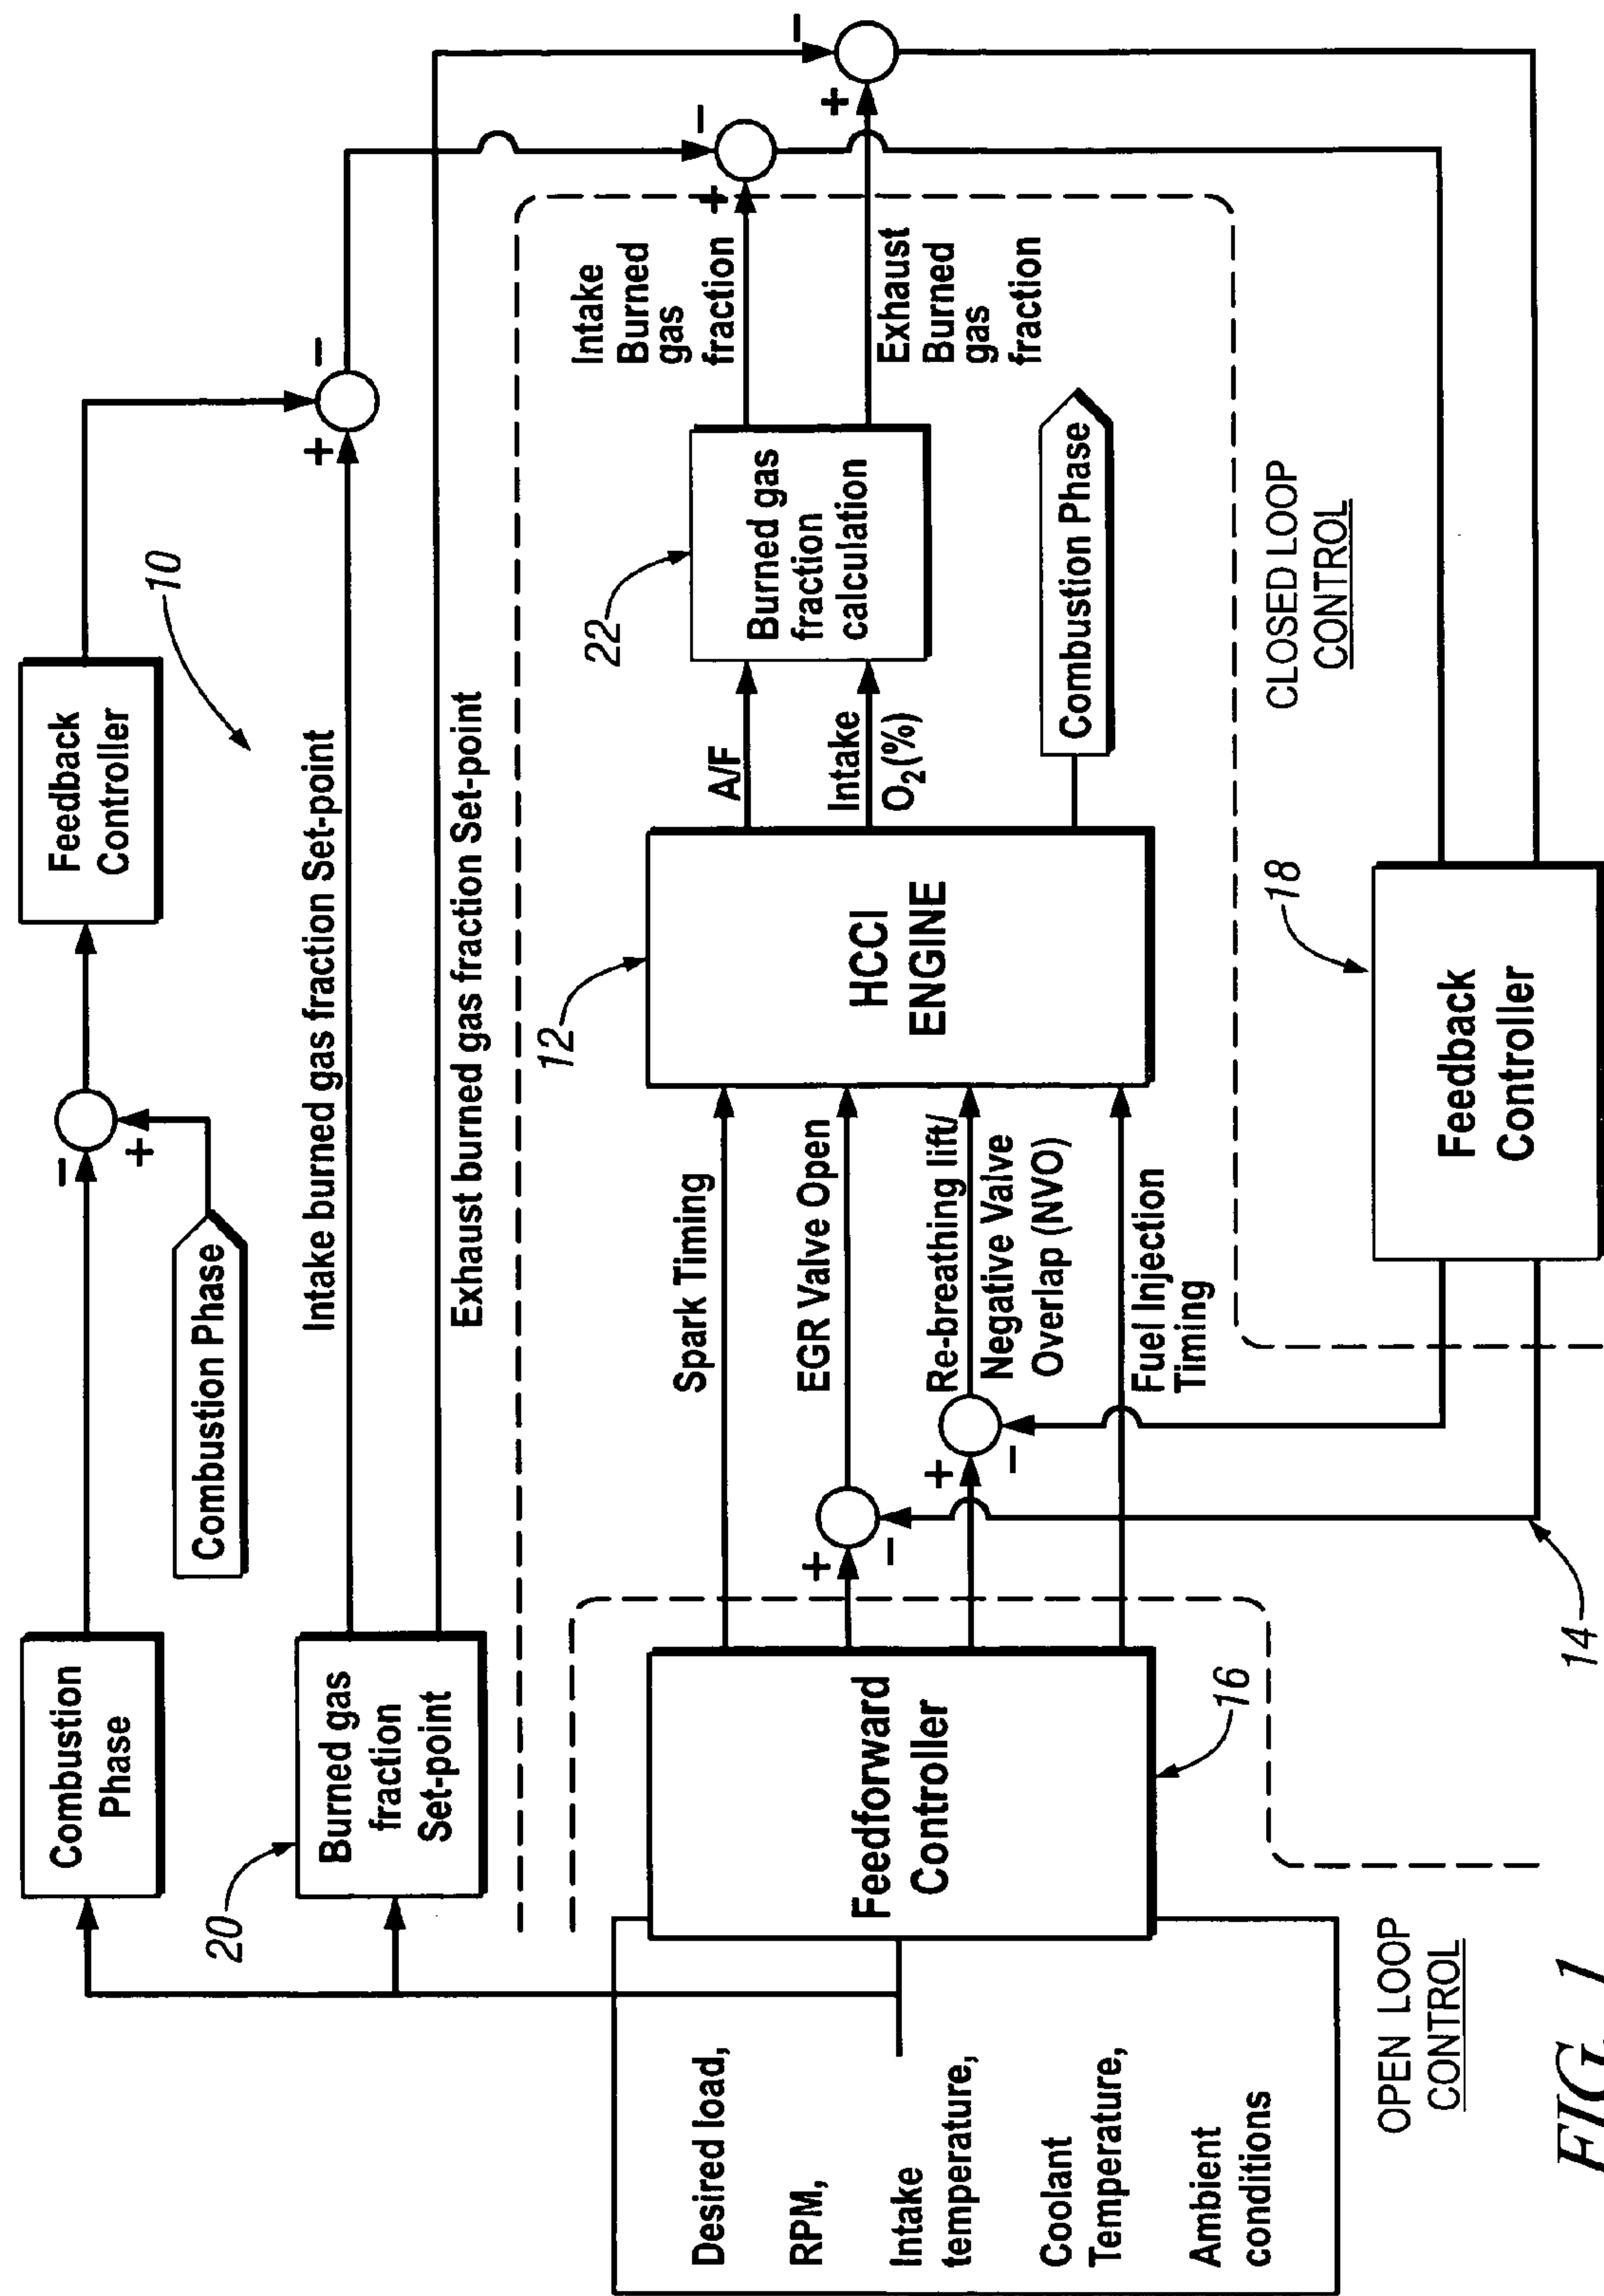 Combustion
Phase
Feedback
Controller
−
+
Combustion Phase
10
20
Burned gas
fraction
Set-point
Intake burned gas fraction Set-point
Exhaust burned gas fraction Set-point
+
−
−
+
−
+
Desired load,
RPM,
Intake
temperature,
Coolant
Temperature,
Ambient
conditions
Feedforward
Controller
16
Spark Timing
EGR Valve Open
Re-breathing lift/
Negative Valve
Overlap (NVO)
Fuel Injection
Timing
+
−
+
−
12
HCCI
ENGINE
A/F
Intake
O₂(%)
22
Burned gas
fraction
calculation
Intake
Burned
gas
fraction
Exhaust
Burned
gas
fraction
Combustion Phase
CLOSED LOOP
CONTROL
OPEN LOOP
CONTROL
14
18
Feedback
Controller
FIG. 1